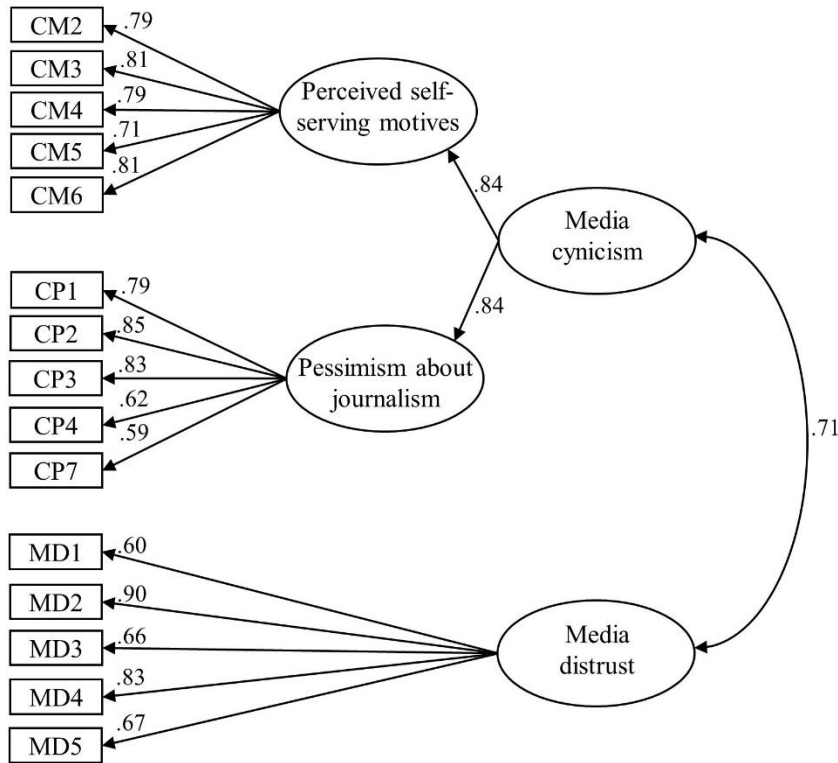 CM2
.79
CM3
.81
CM4
.79
CM5
.71
CM6
.81
Perceived self-
serving motives
.84
Media
cynicism
.84
CP1
.79
CP2
.85
CP3
.83
CP4
.62
CP7
.59
Pessimism about
journalism
.71
MD1
.60
MD2
.90
MD3
.66
MD4
.83
MD5
.67
Media
distrust